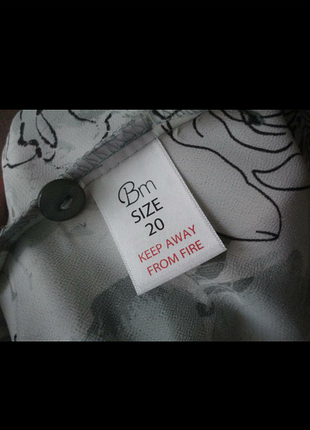 Bm
SIZE
20
KEEP AWAY
FROM FIRE